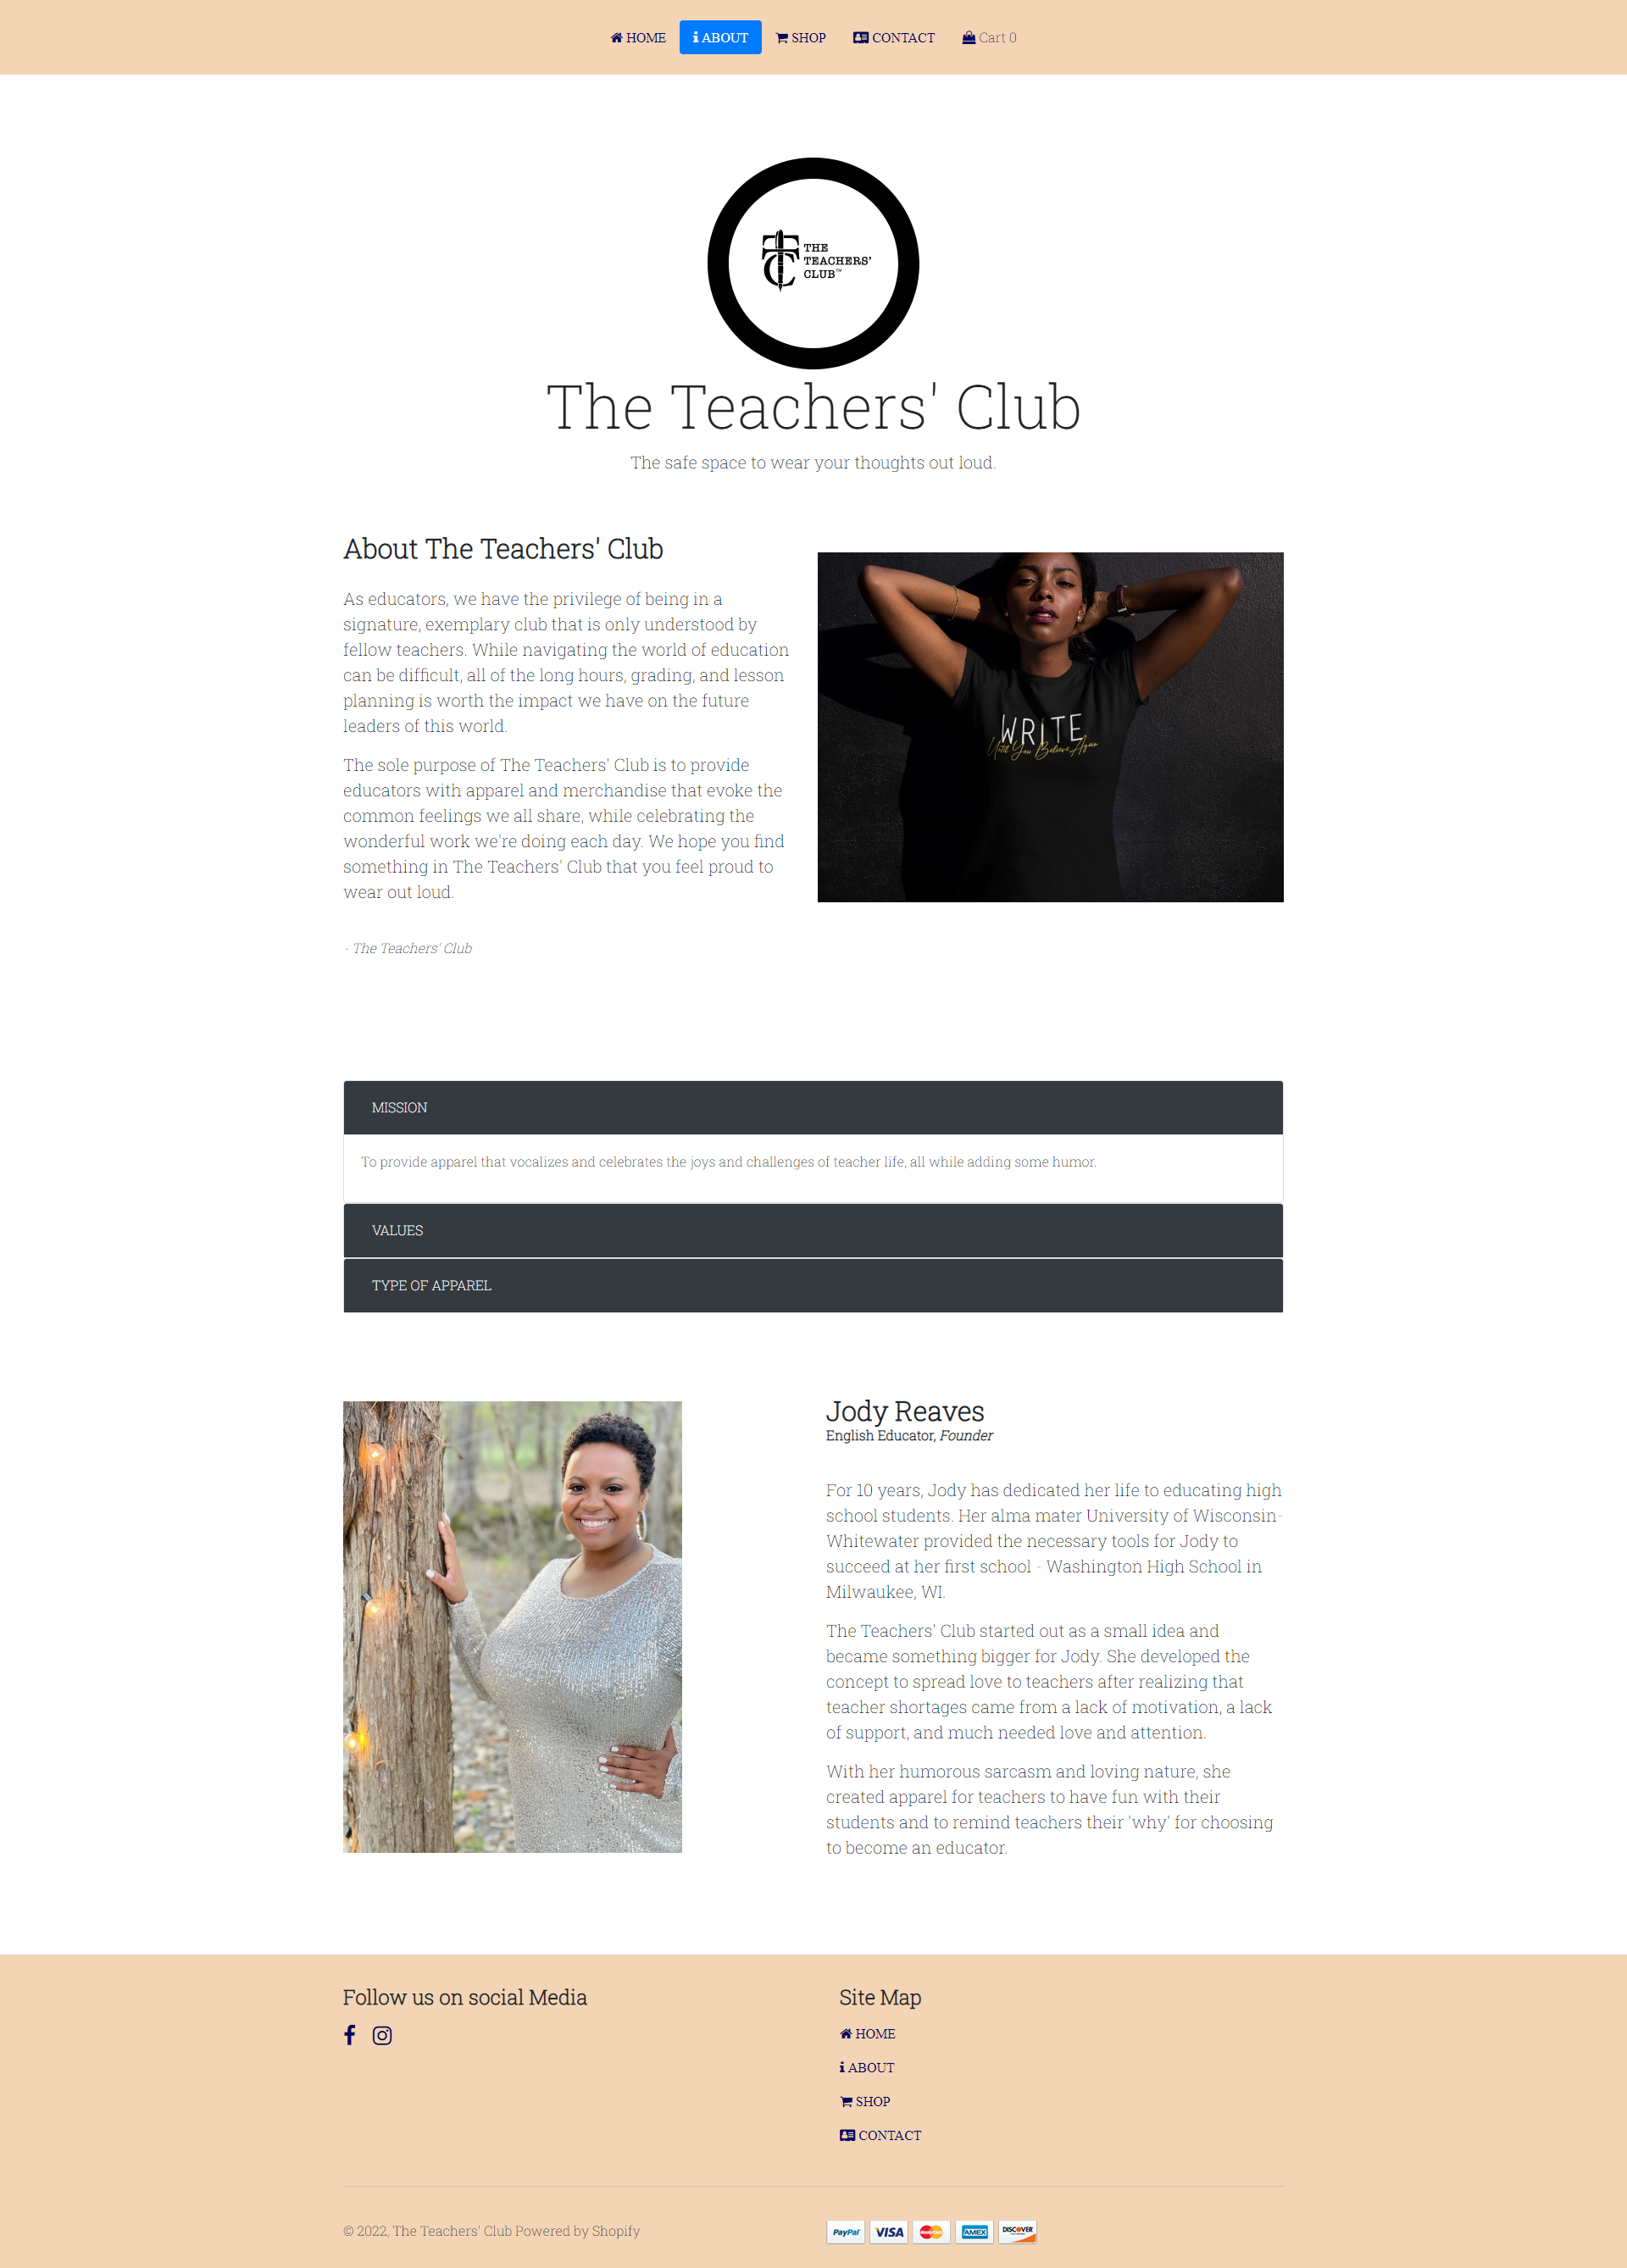 HOME ABOUT SHOP CONTACT Cart 0
THE
TEACHERS'
CLUB™
The Teachers' Club
The safe space to wear your thoughts out loud.
About The Teachers' Club
As educators, we have the privilege of being in a
signature, exemplary club that is only understood by
fellow teachers. While navigating the world of education
can be difficult, all of the long hours, grading, and lesson
planning is worth the impact we have on the future
leaders of this world.
The sole purpose of The Teachers' Club is to provide
educators with apparel and merchandise that evoke the
common feelings we all share, while celebrating the
wonderful work we're doing each day. We hope you find
something in The Teachers' Club that you feel proud to
wear out loud.
- The Teachers' Club
WRITE
Until You Believe Again
MISSION
To provide apparel that vocalizes and celebrates the joys and challenges of teacher life, all while adding some humor.
VALUES
TYPE OF APPAREL
Jody Reaves
English Educator, Founder
For 10 years, Jody has dedicated her life to educating high
school students. Her alma mater University of Wisconsin-
Whitewater provided the necessary tools for Jody to
succeed at her first school - Washington High School in
Milwaukee, WI.
The Teachers' Club started out as a small idea and
became something bigger for Jody. She developed the
concept to spread love to teachers after realizing that
teacher shortages came from a lack of motivation, a lack
of support, and much needed love and attention.
With her humorous sarcasm and loving nature, she
created apparel for teachers to have fun with their
students and to remind teachers their 'why' for choosing
to become an educator.
Follow us on social Media
Site Map
HOME
ABOUT
SHOP
CONTACT
© 2022, The Teachers' Club Powered by Shopify
PayPal VISA MasterCard AMEX DISCOVER